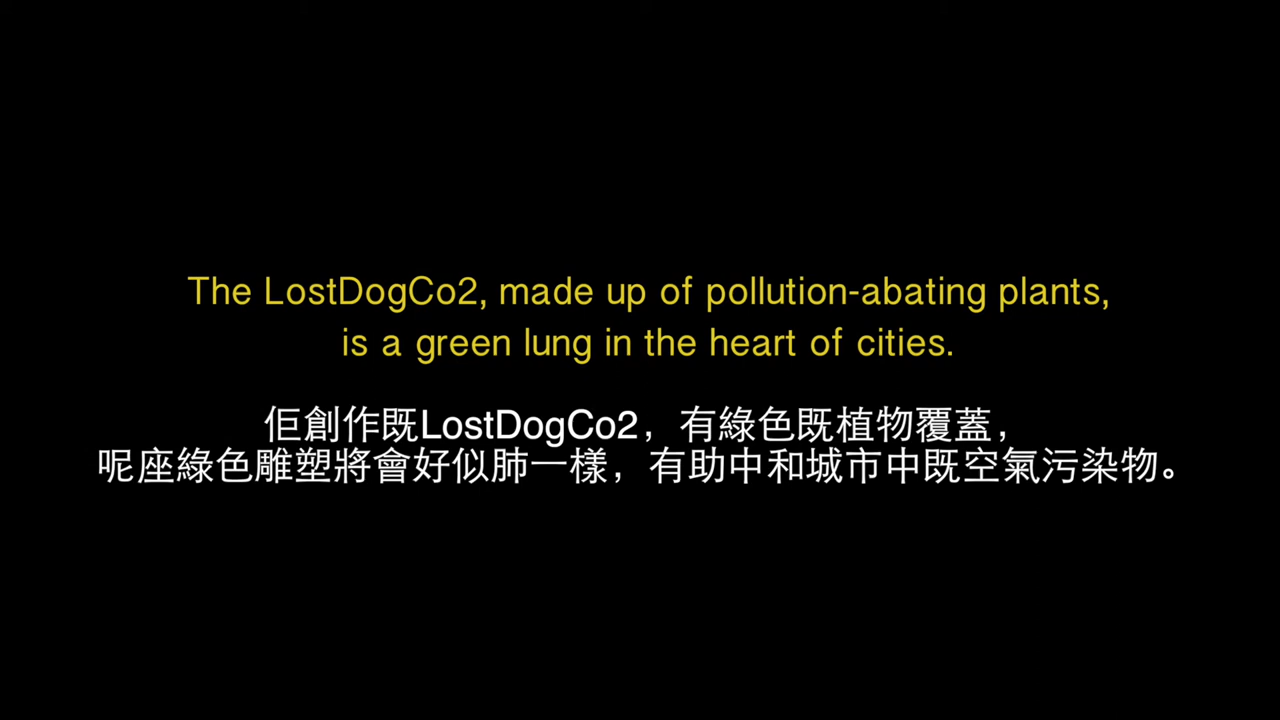 The LostDogCo2, made up of pollution-abating plants,
is a green lung in the heart of cities.
佢創作既LostDogCo2，有綠色既植物覆蓋，
呢座綠色雕塑將會好似肺一樣，有助中和城市中既空氣污染物。